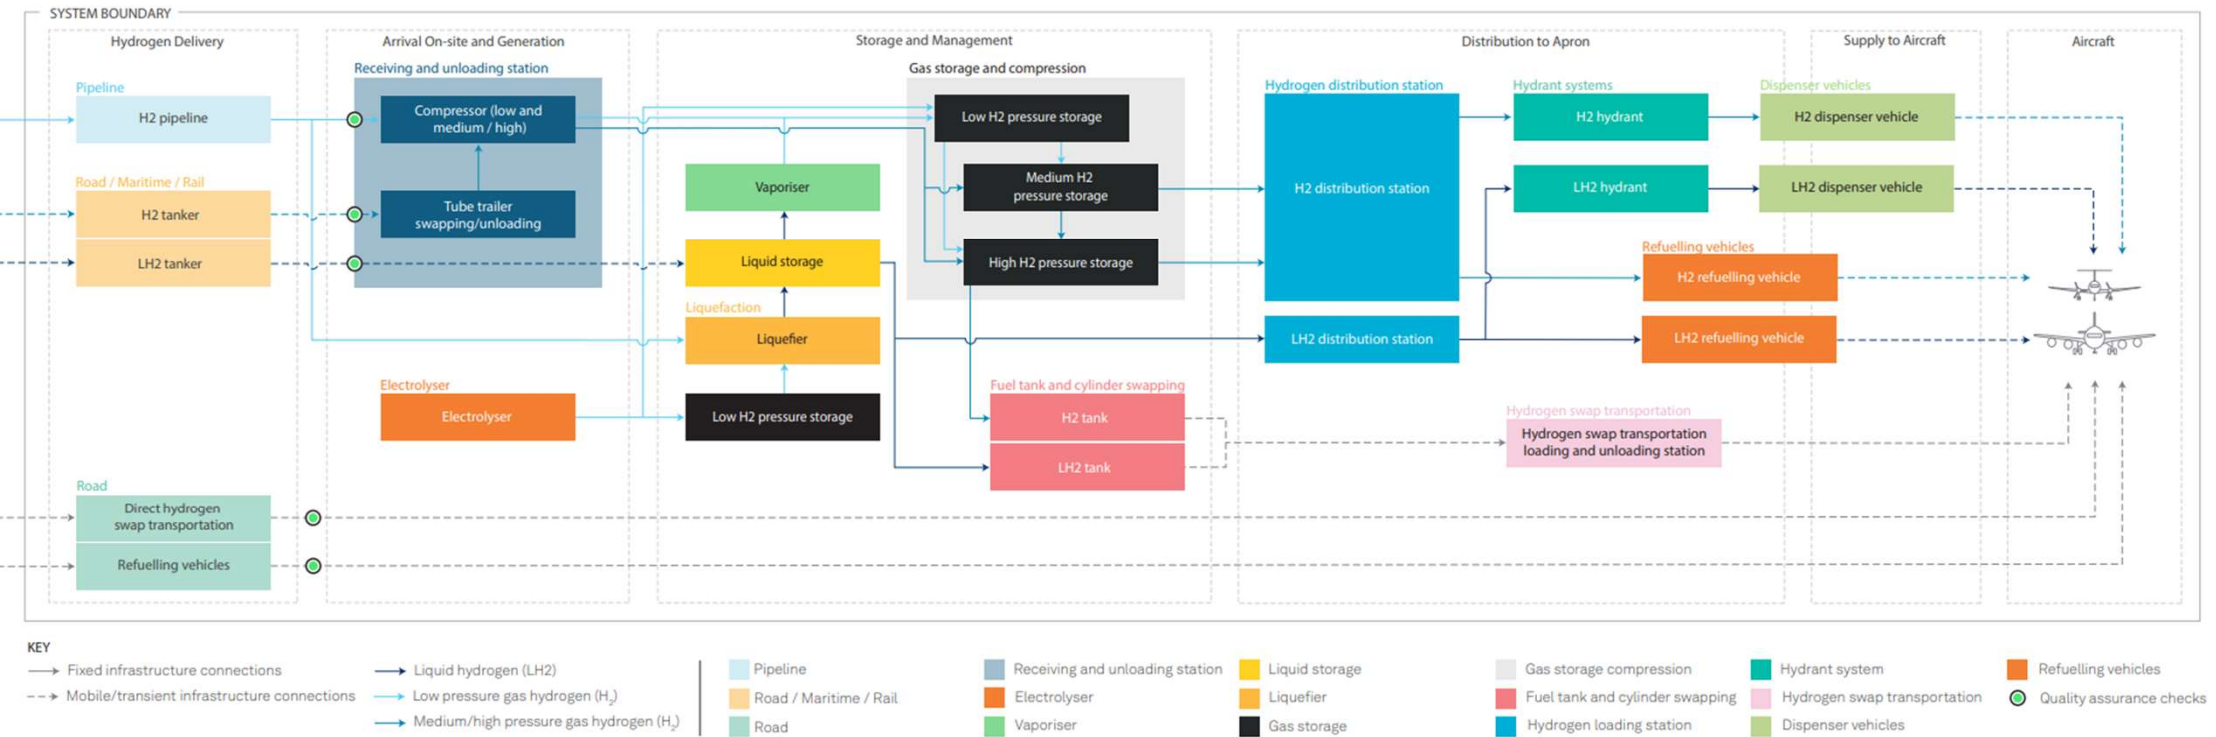 SYSTEM BOUNDARY
Hydrogen Delivery
Arrival On-site and Generation
Storage and Management
Distribution to Apron
Supply to Aircraft
Aircraft
Pipeline
H2 pipeline
Road / Maritime / Rail
H2 tanker
LH2 tanker
Road
Direct hydrogen
swap transportation
Refuelling vehicles
Receiving and unloading station
Compressor (low and
medium / high)
Tube trailer
swapping/unloading
Electrolyser
Electrolyser
Vaporiser
Liquid storage
Liquefaction
Liquefier
Low H2 pressure storage
Gas storage and compression
Low H2 pressure storage
Medium H2
pressure storage
High H2 pressure storage
Fuel tank and cylinder swapping
H2 tank
LH2 tank
Hydrogen distribution station
H2 distribution station
LH2 distribution station
Hydrant systems
H2 hydrant
LH2 hydrant
Dispenser vehicles
H2 dispenser vehicle
LH2 dispenser vehicle
Refuelling vehicles
H2 refuelling vehicle
LH2 refuelling vehicle
Hydrogen swap transportation
Hydrogen swap transportation
loading and unloading station
KEY
Fixed infrastructure connections
Mobile/transient infrastructure connections
Liquid hydrogen (LH2)
Low pressure gas hydrogen (H₂)
Medium/high pressure gas hydrogen (H₂)
Pipeline
Road / Maritime / Rail
Road
Receiving and unloading station
Electrolyser
Vaporiser
Liquid storage
Liquefier
Gas storage
Gas storage compression
Fuel tank and cylinder swapping
Hydrogen loading station
Hydrant system
Hydrogen swap transportation
Dispenser vehicles
Refuelling vehicles
Quality assurance checks